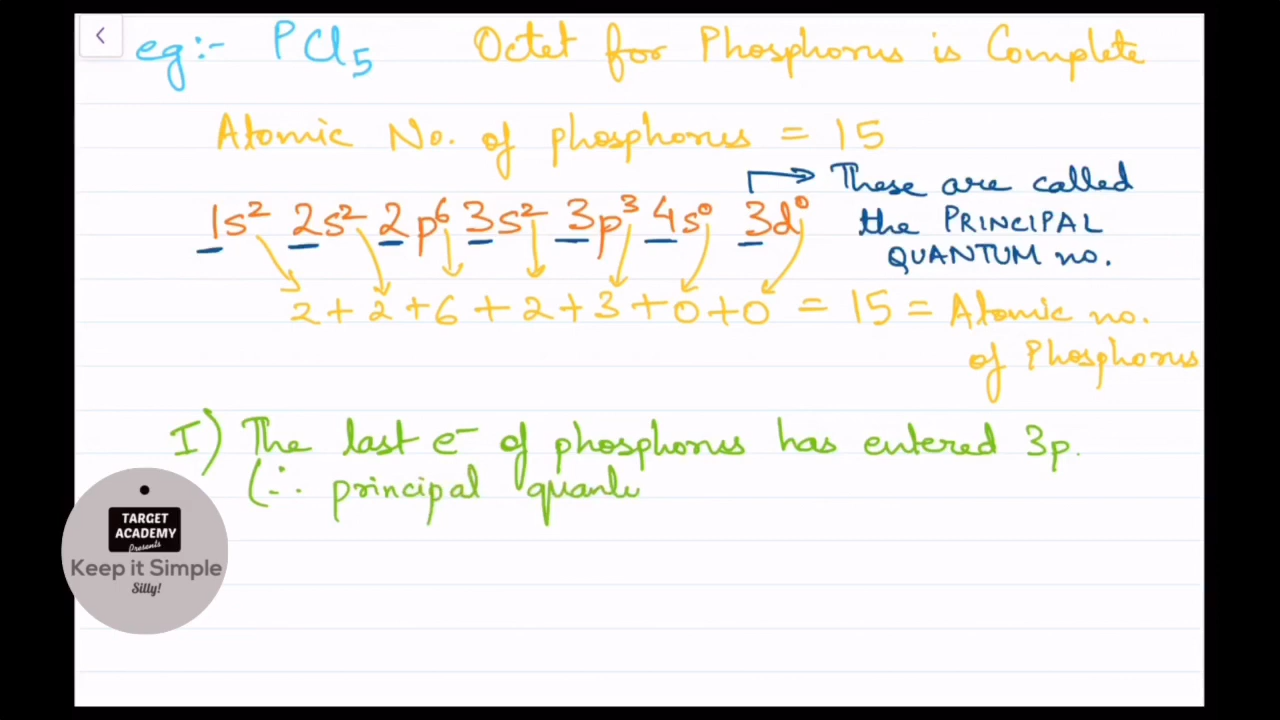 eg:- PCl₅ Octet for Phosphorus is Complete
Atomic No. of phosphorus = 15
1s² 2s² 2p⁶ 3s² 3p³ 4s⁰ 3d⁰
These are called
the PRINCIPAL
QUANTUM no.
2 + 2 + 6 + 2 + 3 + 0 + 0 = 15 = Atomic no.
of Phosphorus
I) The last e⁻ of phosphorus has entered 3p.
(∴ principal quantu
TARGET
ACADEMY
Presents
Keep it Simple
Silly!